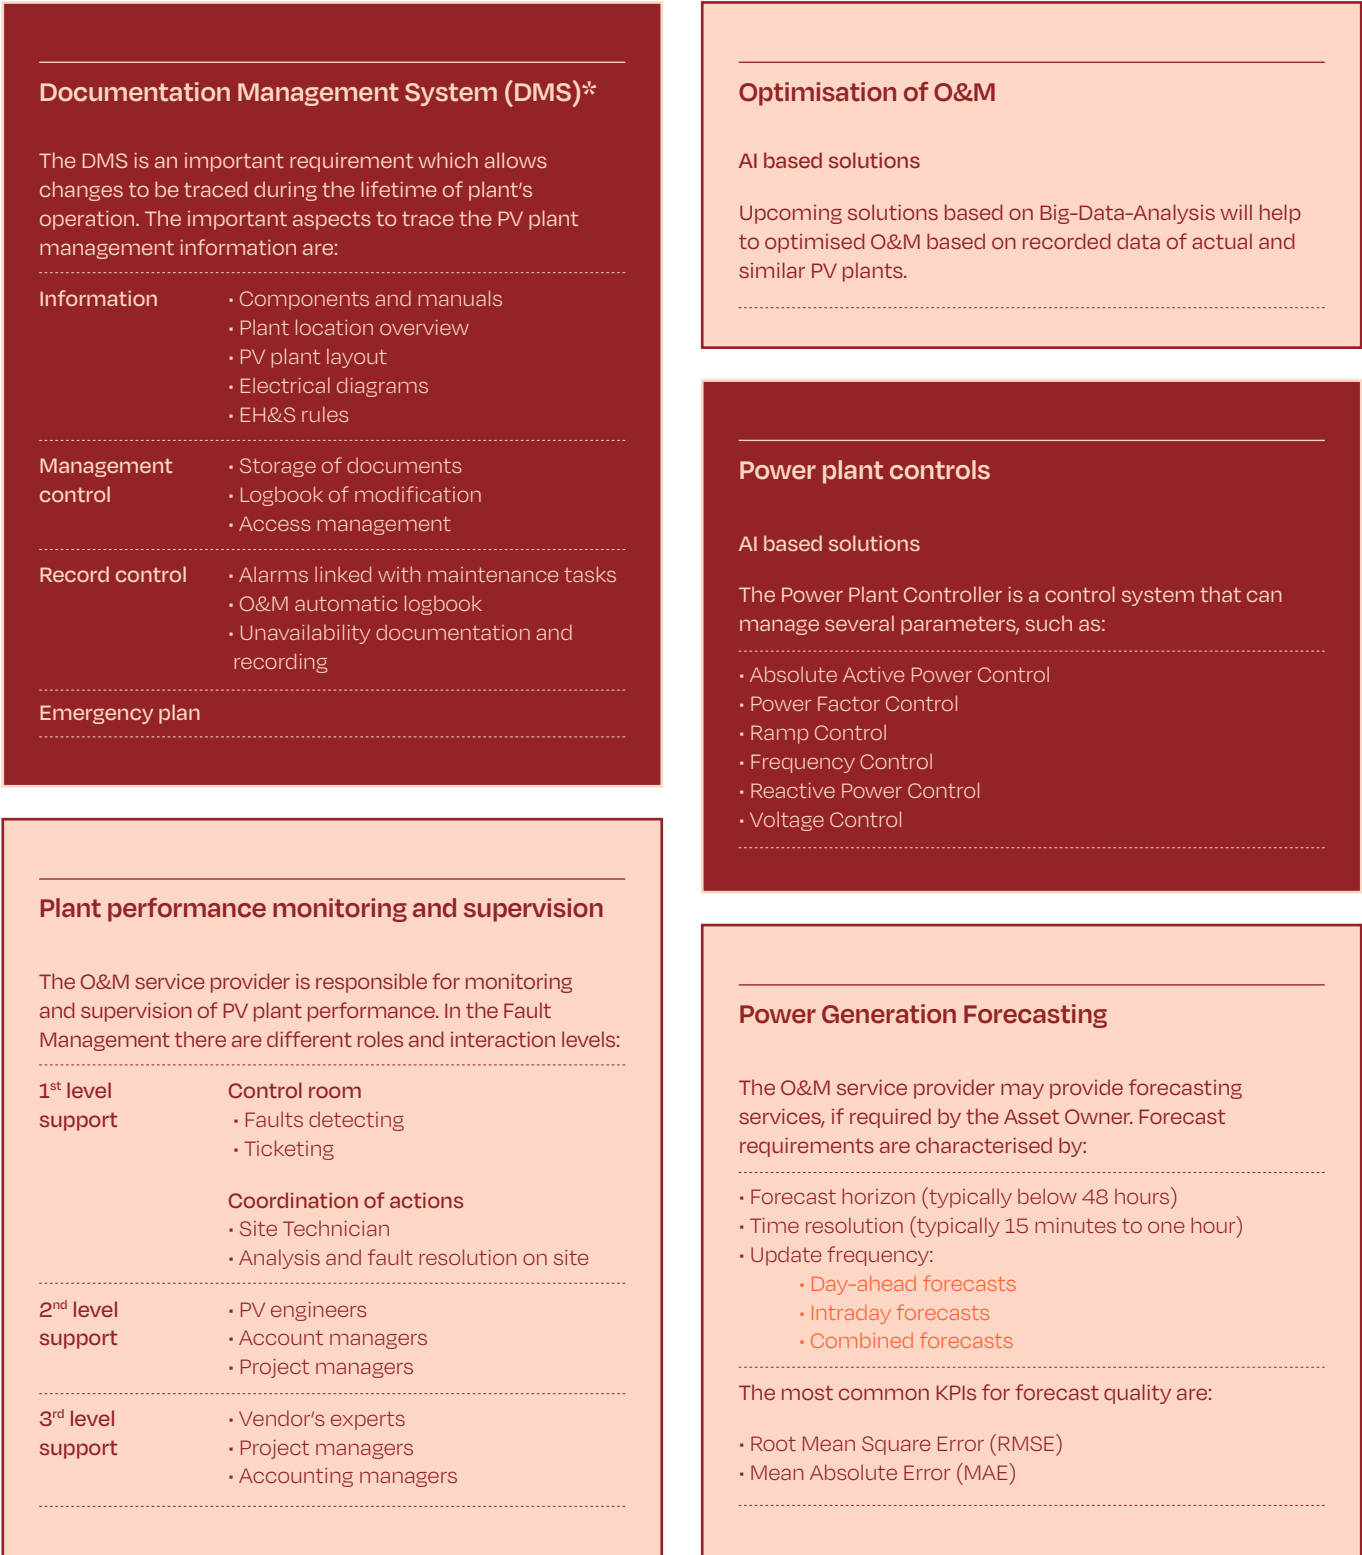 Documentation Management System (DMS)*
The DMS is an important requirement which allows
changes to be traced during the lifetime of plant's
operation. The important aspects to trace the PV plant
management information are:
Information
• Components and manuals
• Plant location overview
• PV plant layout
• Electrical diagrams
• EH&S rules
Management
control
• Storage of documents
• Logbook of modification
• Access management
Record control
• Alarms linked with maintenance tasks
• O&M automatic logbook
• Unavailability documentation and
recording
Emergency plan
Plant performance monitoring and supervision
The O&M service provider is responsible for monitoring
and supervision of PV plant performance. In the Fault
Management there are different roles and interaction levels:
1st level
support
Control room
• Faults detecting
• Ticketing
Coordination of actions
• Site Technician
• Analysis and fault resolution on site
2nd level
support
• PV engineers
• Account managers
• Project managers
3rd level
support
• Vendor's experts
• Project managers
• Accounting managers
Optimisation of O&M
AI based solutions
Upcoming solutions based on Big-Data-Analysis will help
to optimised O&M based on recorded data of actual and
similar PV plants.
Power plant controls
AI based solutions
The Power Plant Controller is a control system that can
manage several parameters, such as:
• Absolute Active Power Control
• Power Factor Control
• Ramp Control
• Frequency Control
• Reactive Power Control
• Voltage Control
Power Generation Forecasting
The O&M service provider may provide forecasting
services, if required by the Asset Owner. Forecast
requirements are characterised by:
• Forecast horizon (typically below 48 hours)
• Time resolution (typically 15 minutes to one hour)
• Update frequency:
• Day-ahead forecasts
• Intraday forecasts
• Combined forecasts
The most common KPIs for forecast quality are:
• Root Mean Square Error (RMSE)
• Mean Absolute Error (MAE)